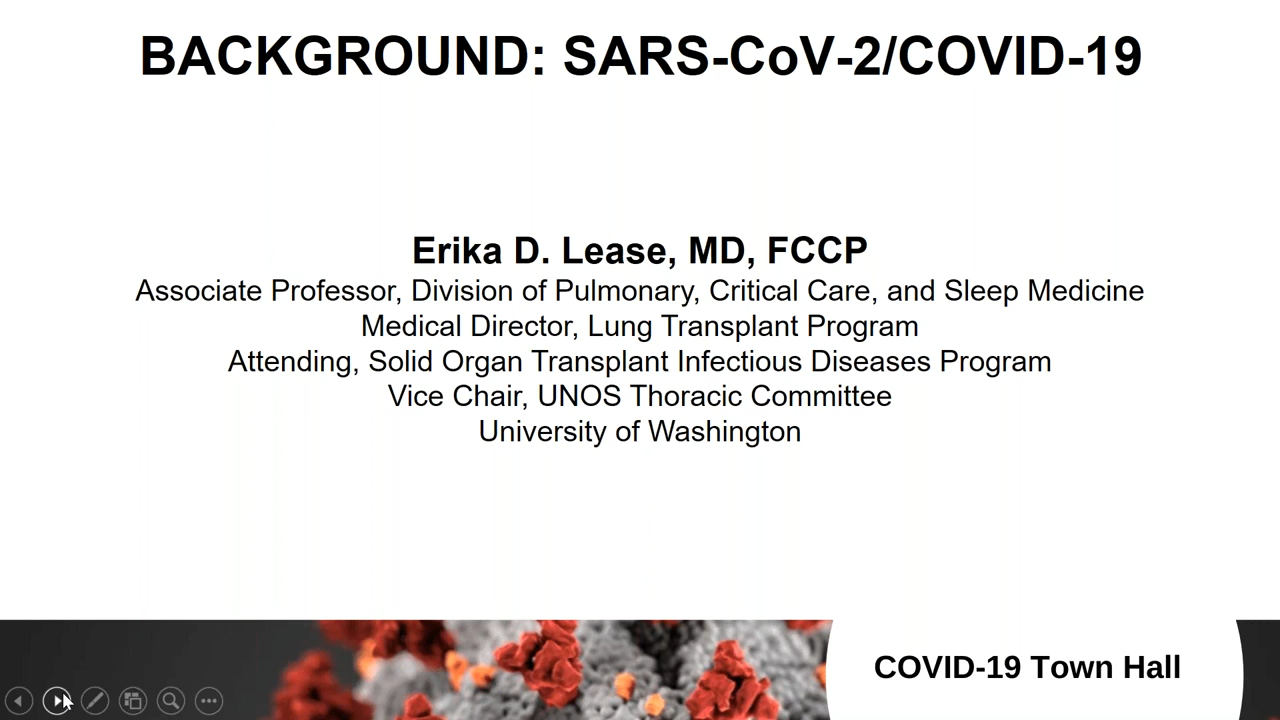 BACKGROUND: SARS-CoV-2/COVID-19
Erika D. Lease, MD, FCCP
Associate Professor, Division of Pulmonary, Critical Care, and Sleep Medicine
Medical Director, Lung Transplant Program
Attending, Solid Organ Transplant Infectious Diseases Program
Vice Chair, UNOS Thoracic Committee
University of Washington
COVID-19 Town Hall